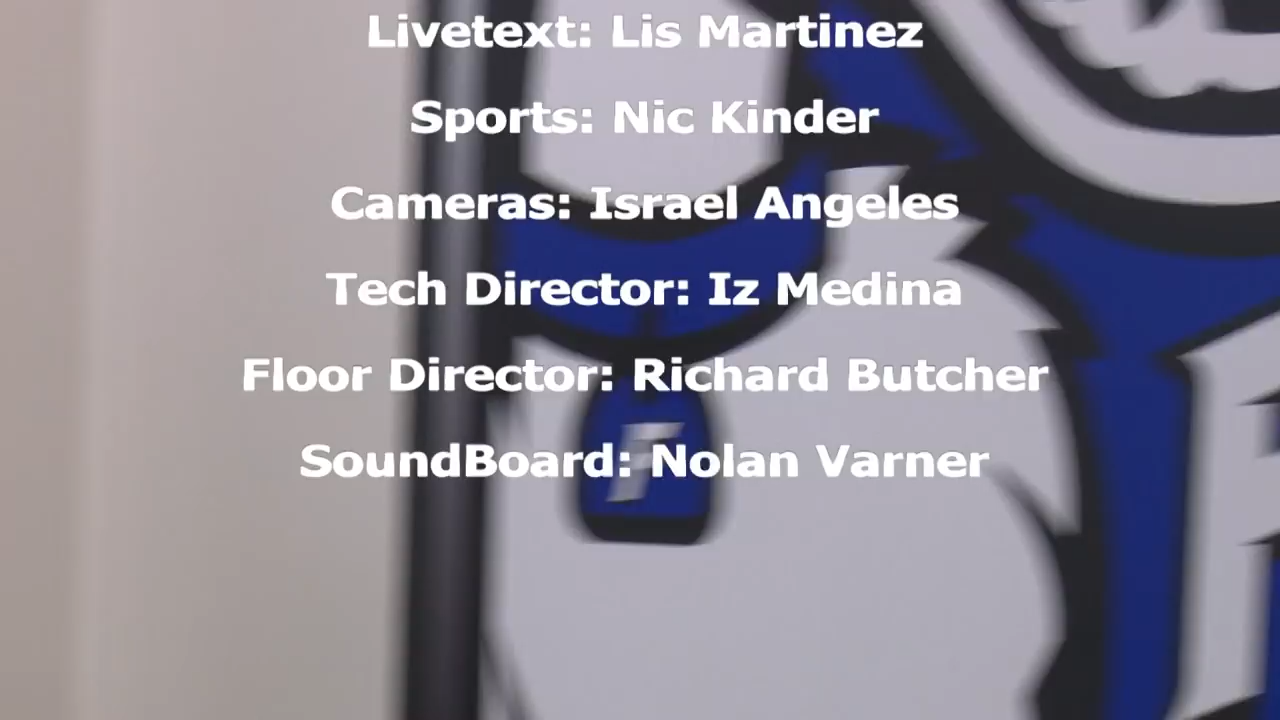 Livetext: Lis Martinez
Sports: Nic Kinder
Cameras: Israel Angeles
Tech Director: Iz Medina
Floor Director: Richard Butcher
SoundBoard: Nolan Varner
F